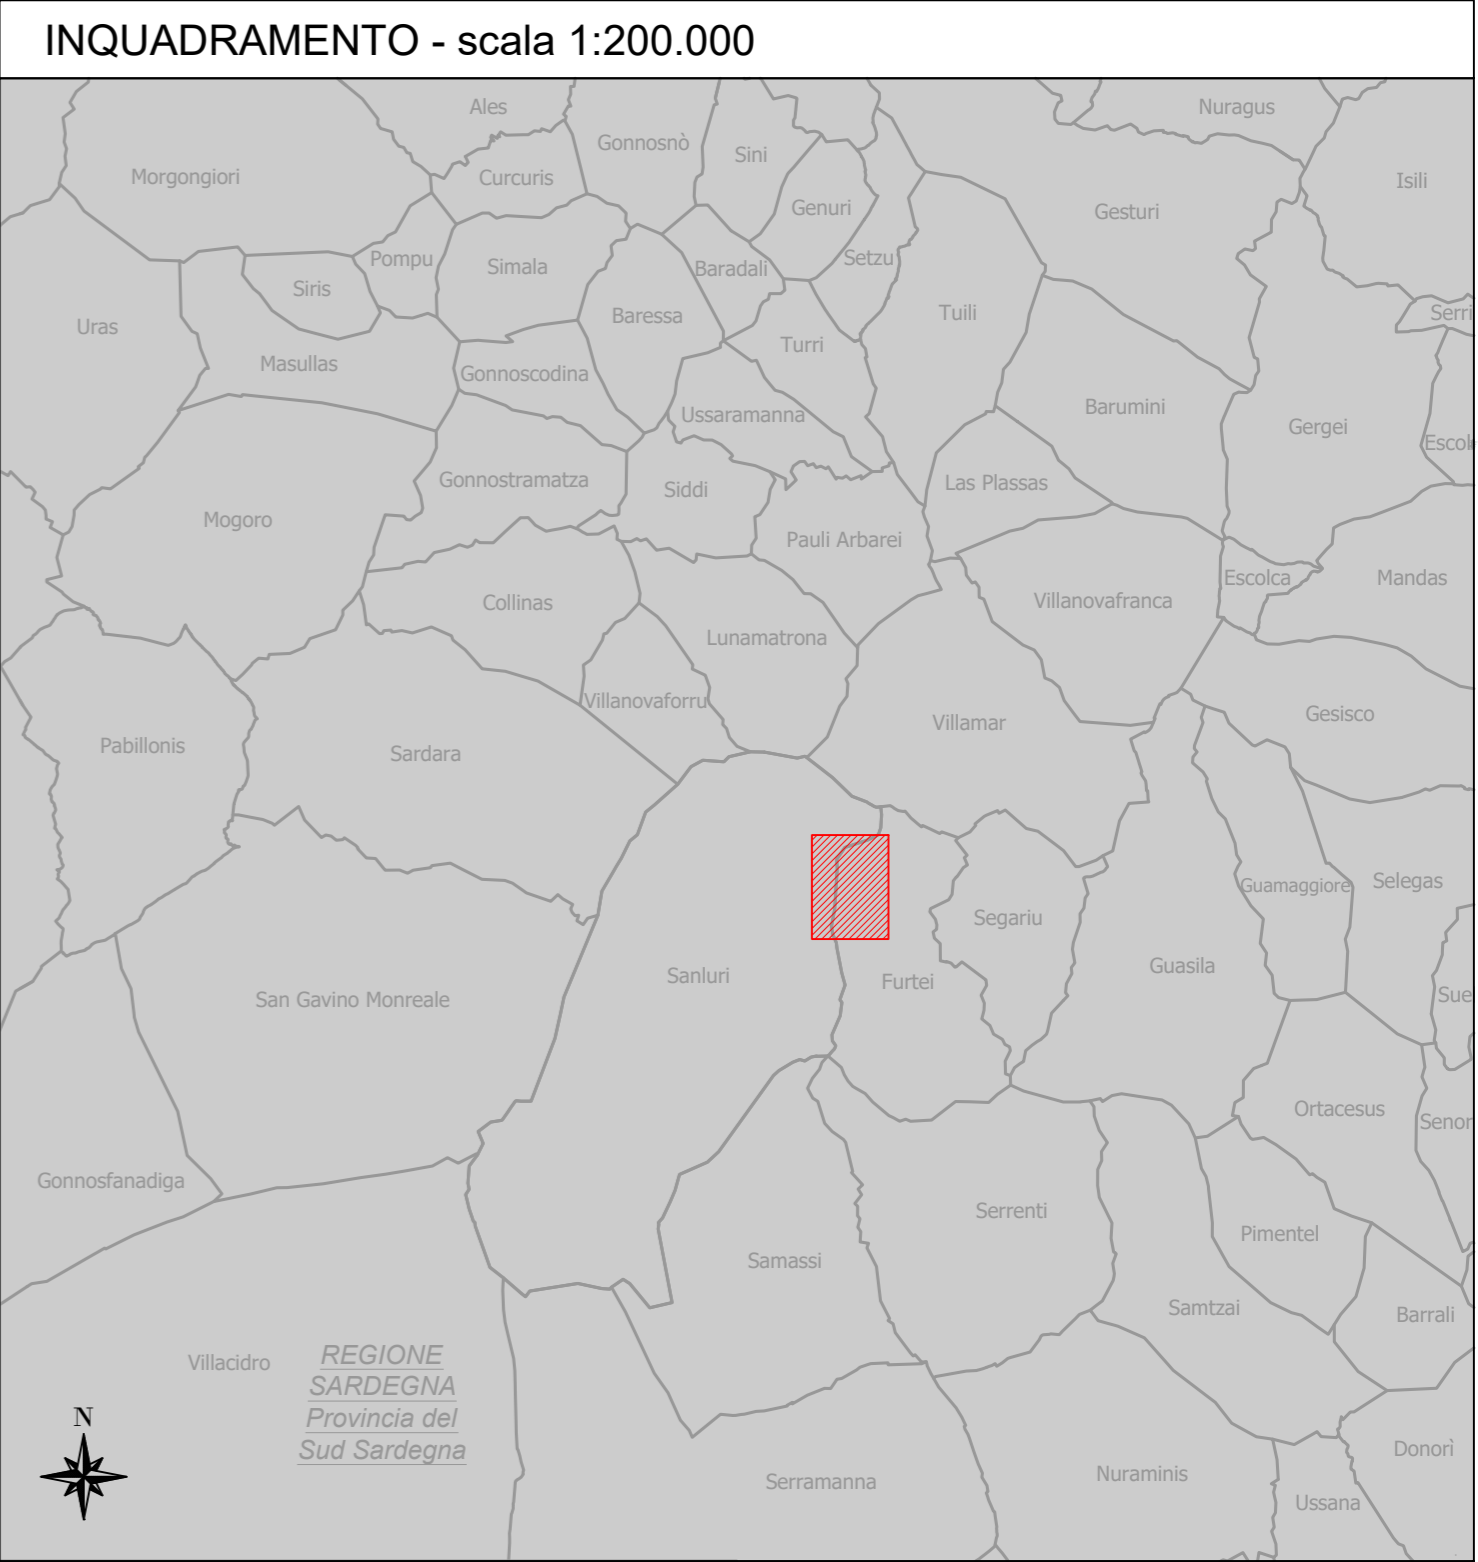 INQUADRAMENTO - scala 1:200.000
Ales
Nuragus
Gonnosnò
Sini
Morgongiori
Curcuris
Isili
Genuri
Gesturi
Pompu
Simala
Baradali
Setzu
Siris
Baressa
Tuili
Serri
Uras
Turri
Masullas
Gonnoscodina
Barumini
Ussaramanna
Gergei
Escol
Gonnostramatza
Siddi
Las Plassas
Mogoro
Pauli Arbarei
Escolca
Mandas
Collinas
Villanovafranca
Lunamatrona
Villanovaforru
Gesisco
Villamar
Pabillonis
Sardara
Guamaggiore
Selegas
Segariu
Guasila
Sanluri
Furtei
Sue
San Gavino Monreale
Ortacesus
Senor
Gonnosfanadiga
Serrenti
Pimentel
Samassi
Samtzai
Barrali
Villacidro
REGIONE
SARDEGNA
Provincia del
Sud Sardegna
N
Donorì
Nuraminis
Serramanna
Ussana